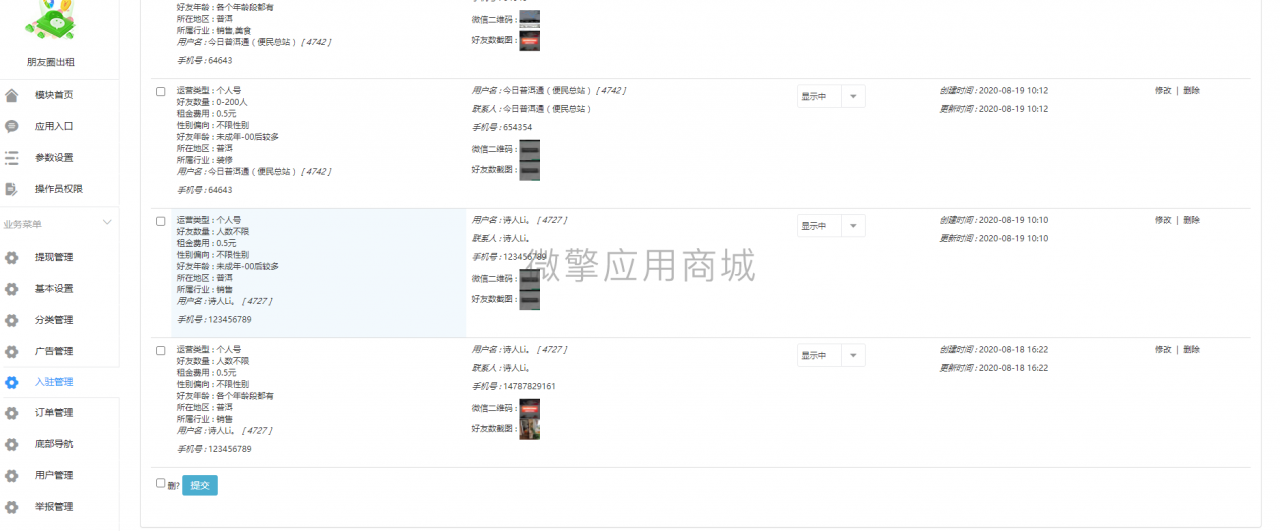 朋友圈出租
模块首页
应用入口
参数设置
操作员权限
业务菜单
提现管理
基本设置
分类管理
广告管理
入驻管理
订单管理
底部导航
用户管理
举报管理
好友年龄 : 各个年龄段都有
所在地区 : 普洱
所属行业 : 销售,美食
用户名 : 今日普洱通（便民总站） [ 4742 ]
手机号 : 64643
微信二维码 :
好友数截图 :
运营类型 : 个人号
好友数量 : 0-200人
租金费用 : 0.5元
性别偏向 : 不限性别
好友年龄 : 未成年-00后较多
所在地区 : 普洱
所属行业 : 装修
用户名 : 今日普洱通（便民总站） [ 4742 ]
手机号 : 64643
用户名 : 今日普洱通（便民总站） [ 4742 ]
联系人 : 今日普洱通（便民总站）
手机号 : 654354
微信二维码 :
好友数截图 :
显示中
创建时间 : 2020-08-19 10:12
更新时间 : 2020-08-19 10:12
修改 | 删除
运营类型 : 个人号
好友数量 : 人数不限
租金费用 : 0.5元
性别偏向 : 不限性别
好友年龄 : 未成年-00后较多
所在地区 : 普洱
所属行业 : 销售
用户名 : 诗人Li。 [ 4727 ]
手机号 : 123456789
用户名 : 诗人Li。 [ 4727 ]
联系人 : 诗人Li。
手机号 : 123456789
微信二维码 :
好友数截图 :
微擎应用商城
显示中
创建时间 : 2020-08-19 10:10
更新时间 : 2020-08-19 10:10
修改 | 删除
运营类型 : 个人号
好友数量 : 人数不限
租金费用 : 0.5元
性别偏向 : 不限性别
好友年龄 : 各个年龄段都有
所在地区 : 普洱
所属行业 : 销售
用户名 : 诗人Li。 [ 4727 ]
手机号 : 123456789
用户名 : 诗人Li。 [ 4727 ]
联系人 : 诗人Li。
手机号 : 14787829161
微信二维码 :
好友数截图 :
显示中
创建时间 : 2020-08-18 16:22
更新时间 : 2020-08-18 16:22
修改 | 删除
删? 提交